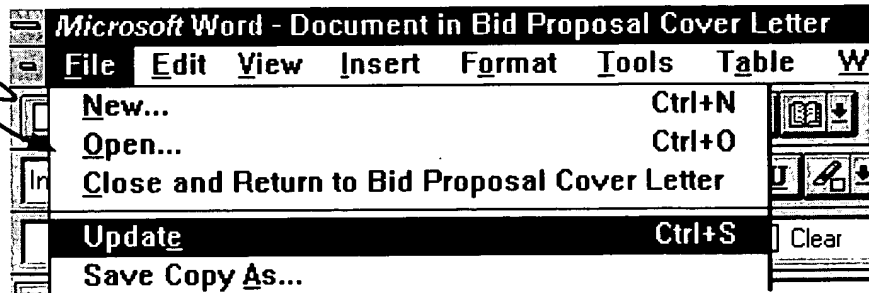 Microsoft Word - Document in Bid Proposal Cover Letter
File Edit View Insert Format Tools Table W
New... Ctrl+N
Open... Ctrl+O
Close and Return to Bid Proposal Cover Letter
In U
Update Ctrl+S Clear
Save Copy As...